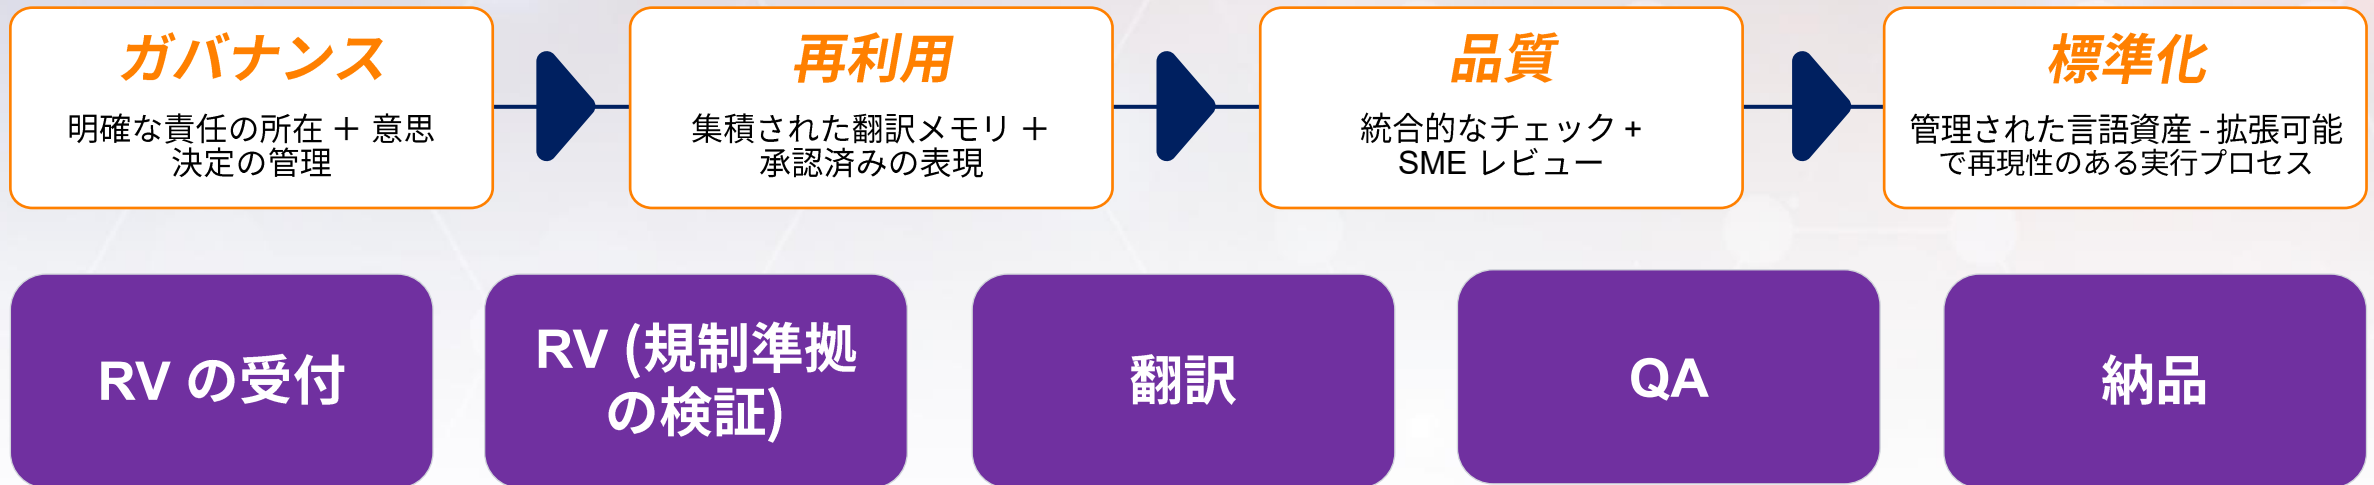 ガバナンス
明確な責任の所在 ＋ 意思
決定の管理
再利用
集積された翻訳メモリ ＋
承認済みの表現
品質
統合的なチェック +
SME レビュー
標準化
管理された言語資産 - 拡張可能
で再現性のある実行プロセス
RV の受付
RV (規制準拠
の検証)
翻訳
QA
納品